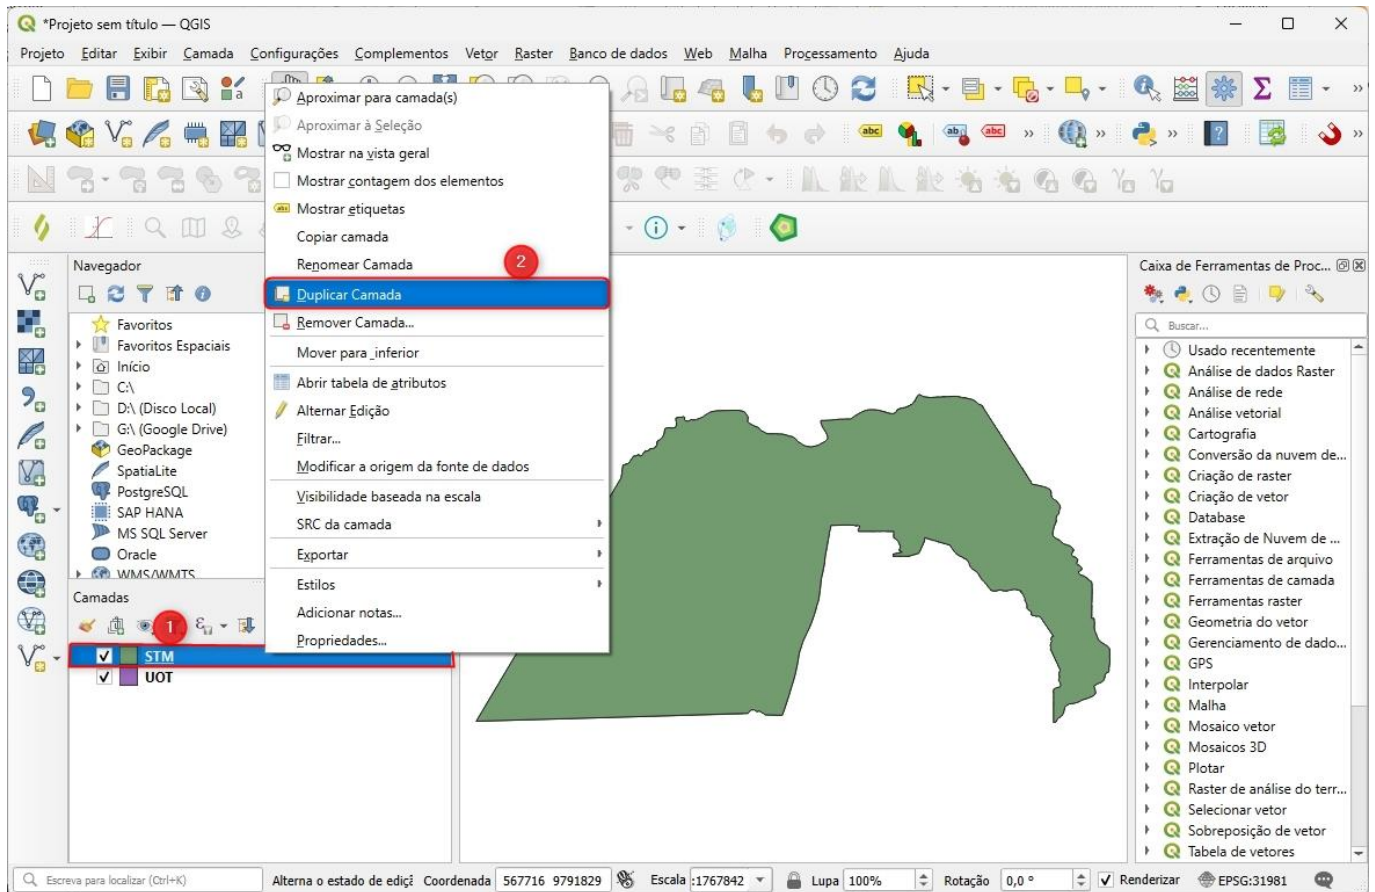 *Projeto sem título — QGIS
Projeto Editar Exibir Camada Configurações Complementos Vetor Raster Banco de dados Web Malha Processamento Ajuda
Aproximar para camada(s)
Aproximar à Seleção
Mostrar na vista geral
Mostrar contagem dos elementos
Mostrar etiquetas
Copiar camada
Renomear Camada
2
Duplicar Camada
Remover Camada...
Mover para _inferior
Abrir tabela de atributos
Alternar Edição
Filtrar...
Modificar a origem da fonte de dados
Visibilidade baseada na escala
SRC da camada
Exportar
Estilos
Adicionar notas...
Propriedades...
Navegador
Favoritos
Favoritos Espaciais
Início
C:\
D:\ (Disco Local)
G:\ (Google Drive)
GeoPackage
SpatiaLite
PostgreSQL
SAP HANA
MS SQL Server
Oracle
WMS/WMTS
Camadas
1
STM
UOT
Caixa de Ferramentas de Proc...
Buscar...
Usado recentemente
Análise de dados Raster
Análise de rede
Análise vetorial
Cartografia
Conversão da nuvem de...
Criação de raster
Criação de vetor
Database
Extração de Nuvem de ...
Ferramentas de arquivo
Ferramentas de camada
Ferramentas raster
Geometria do vetor
Gerenciamento de dado...
GPS
Interpolar
Malha
Mosaico vetor
Mosaicos 3D
Plotar
Raster de análise do terr...
Selecionar vetor
Sobreposição de vetor
Tabela de vetores
Escreva para localizar (Ctrl+K) Alterna o estado de ediçã Coordenada 567716 9791829 Escala :1767842 Lupa 100% Rotação 0,0 ° Renderizar EPSG:31981